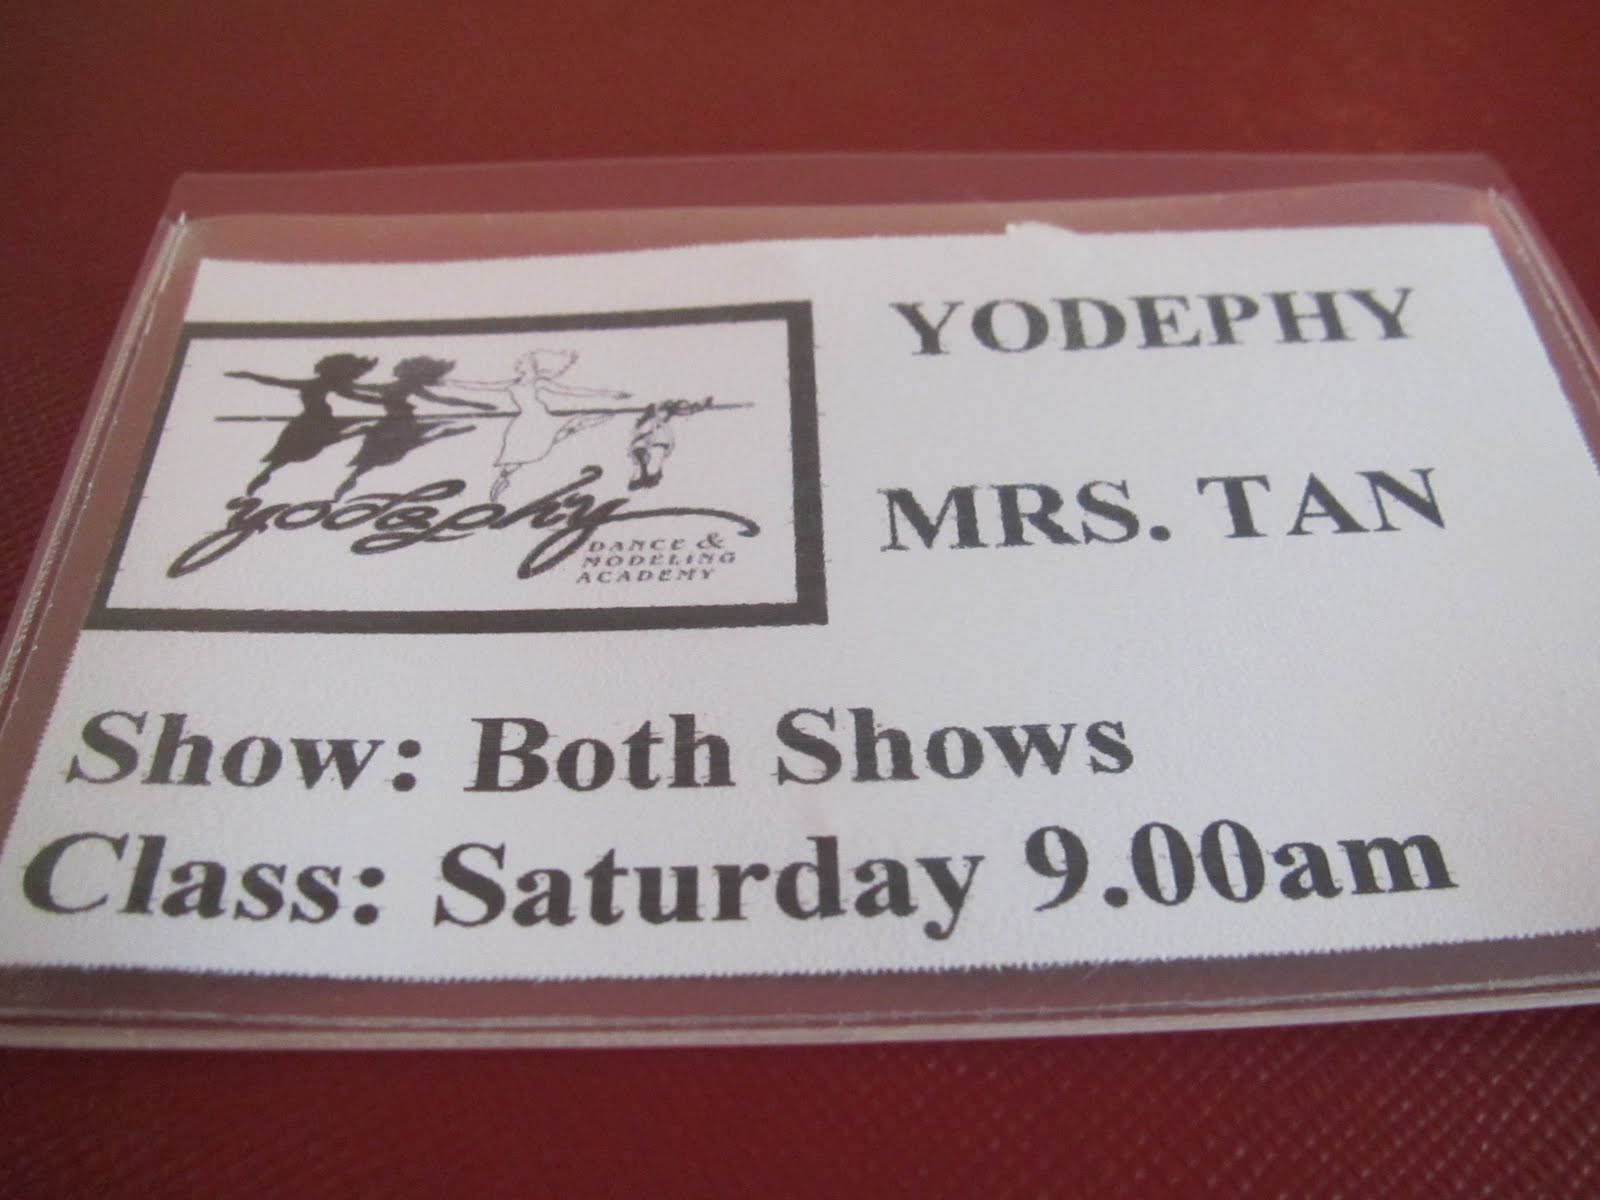 yodephy
DANCE &
MODELING
ACADEMY
YODEPHY
MRS. TAN
Show: Both Shows
Class: Saturday 9.00am